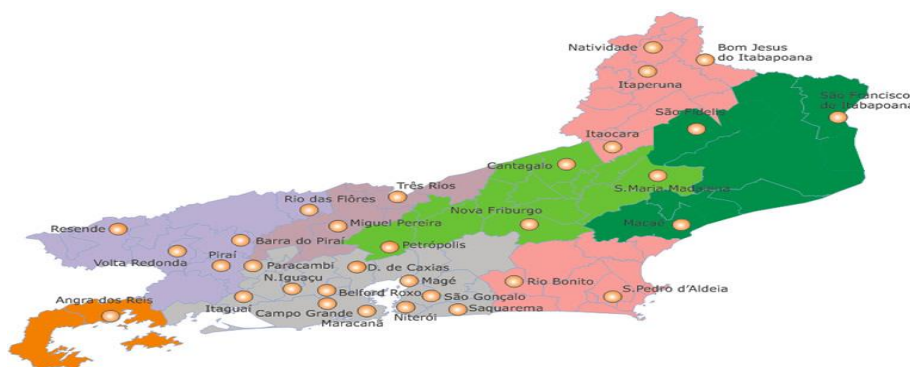 Natividade
Bom Jesus
do Itabapoana
Itaperuna
São Francisco
de Itabapoana
São Fidelis
Itaocara
Cantagalo
S.Maria Madalena
Três Rios
Rio das Flôres
Nova Friburgo
Macaé
Resende
Miguel Pereira
Barra do Piraí
Petrópolis
Volta Redonda
Piraí
Paracambi
D. de Caxias
N.Iguaçu
Magé
Rio Bonito
Angra dos Reis
Belford Roxo
São Gonçalo
S.Pedro d'Aldeia
Itaguaí
Campo Grande
Niterói
Saquarema
Maracanã